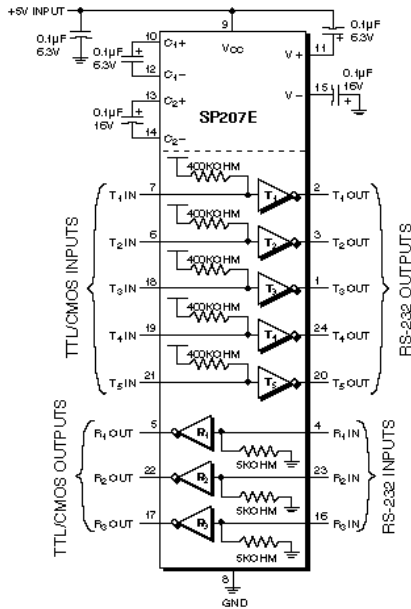 +5V INPUT
0.1µF
6.3V
9
VCC
0.1µF
6.3V
10
C1+
12
C1-
0.1µF
6.3V
11
V+
0.1µF
16V
13
C2+
14
C2-
15
V-
0.1µF
16V
SP207E
TTL/CMOS INPUTS
RS-232 OUTPUTS
400KOHM
T1 IN 7 T1 2 T1 OUT
400KOHM
T2 IN 6 T2 3 T2 OUT
400KOHM
T3 IN 18 T3 1 T3 OUT
400KOHM
T4 IN 19 T4 24 T4 OUT
400KOHM
T5 IN 21 T5 20 T5 OUT
TTL/CMOS OUTPUTS
RS-232 INPUTS
R1 OUT 5 R1 4 R1 IN
5KOHM
R2 OUT 22 R2 23 R2 IN
5KOHM
R3 OUT 17 R3 16 R3 IN
5KOHM
8
GND